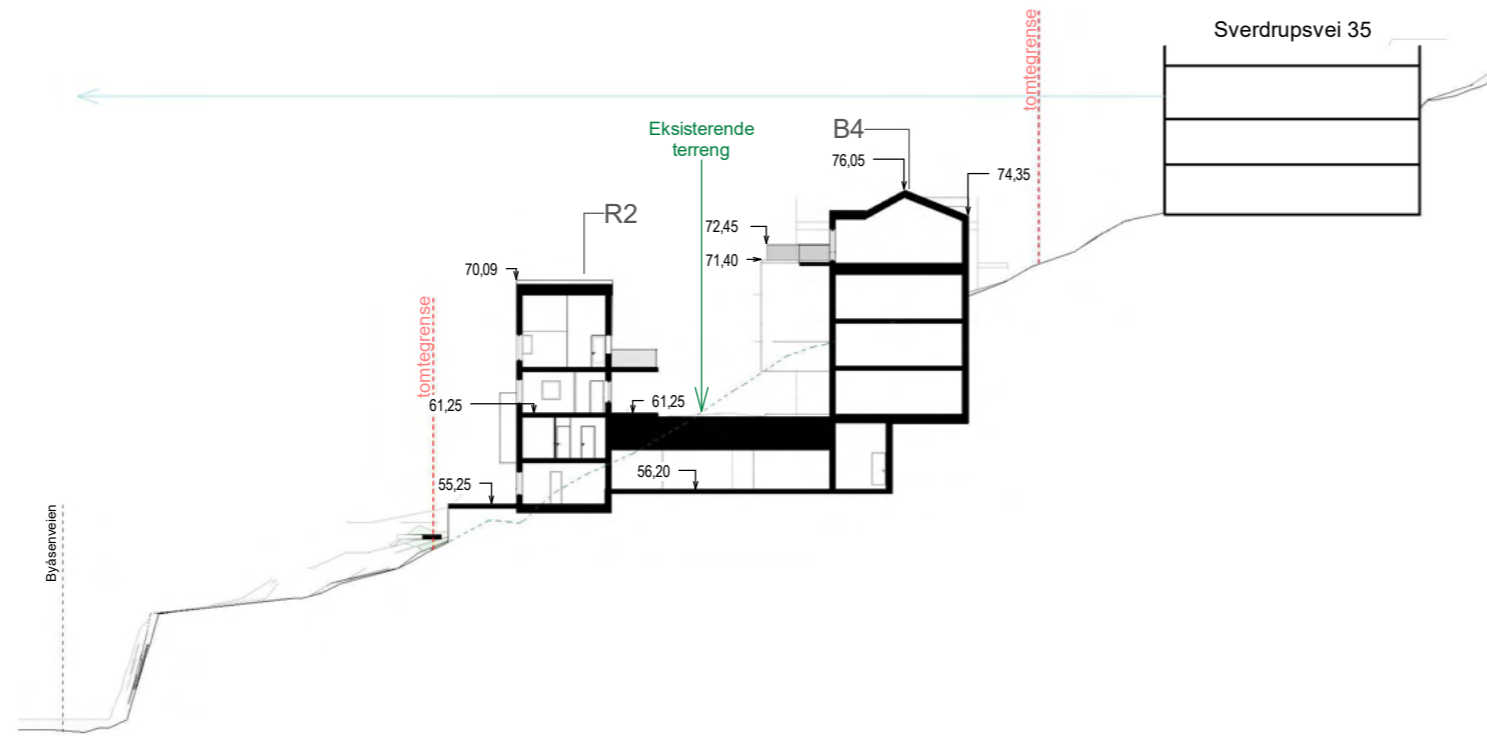 Sverdrupsvei 35
tomtegrense
Eksisterende
terreng
B4
76,05
74,35
R2
72,45
71,40
70,09
tomtegrense
61,25
61,25
56,20
55,25
Byåsenveien